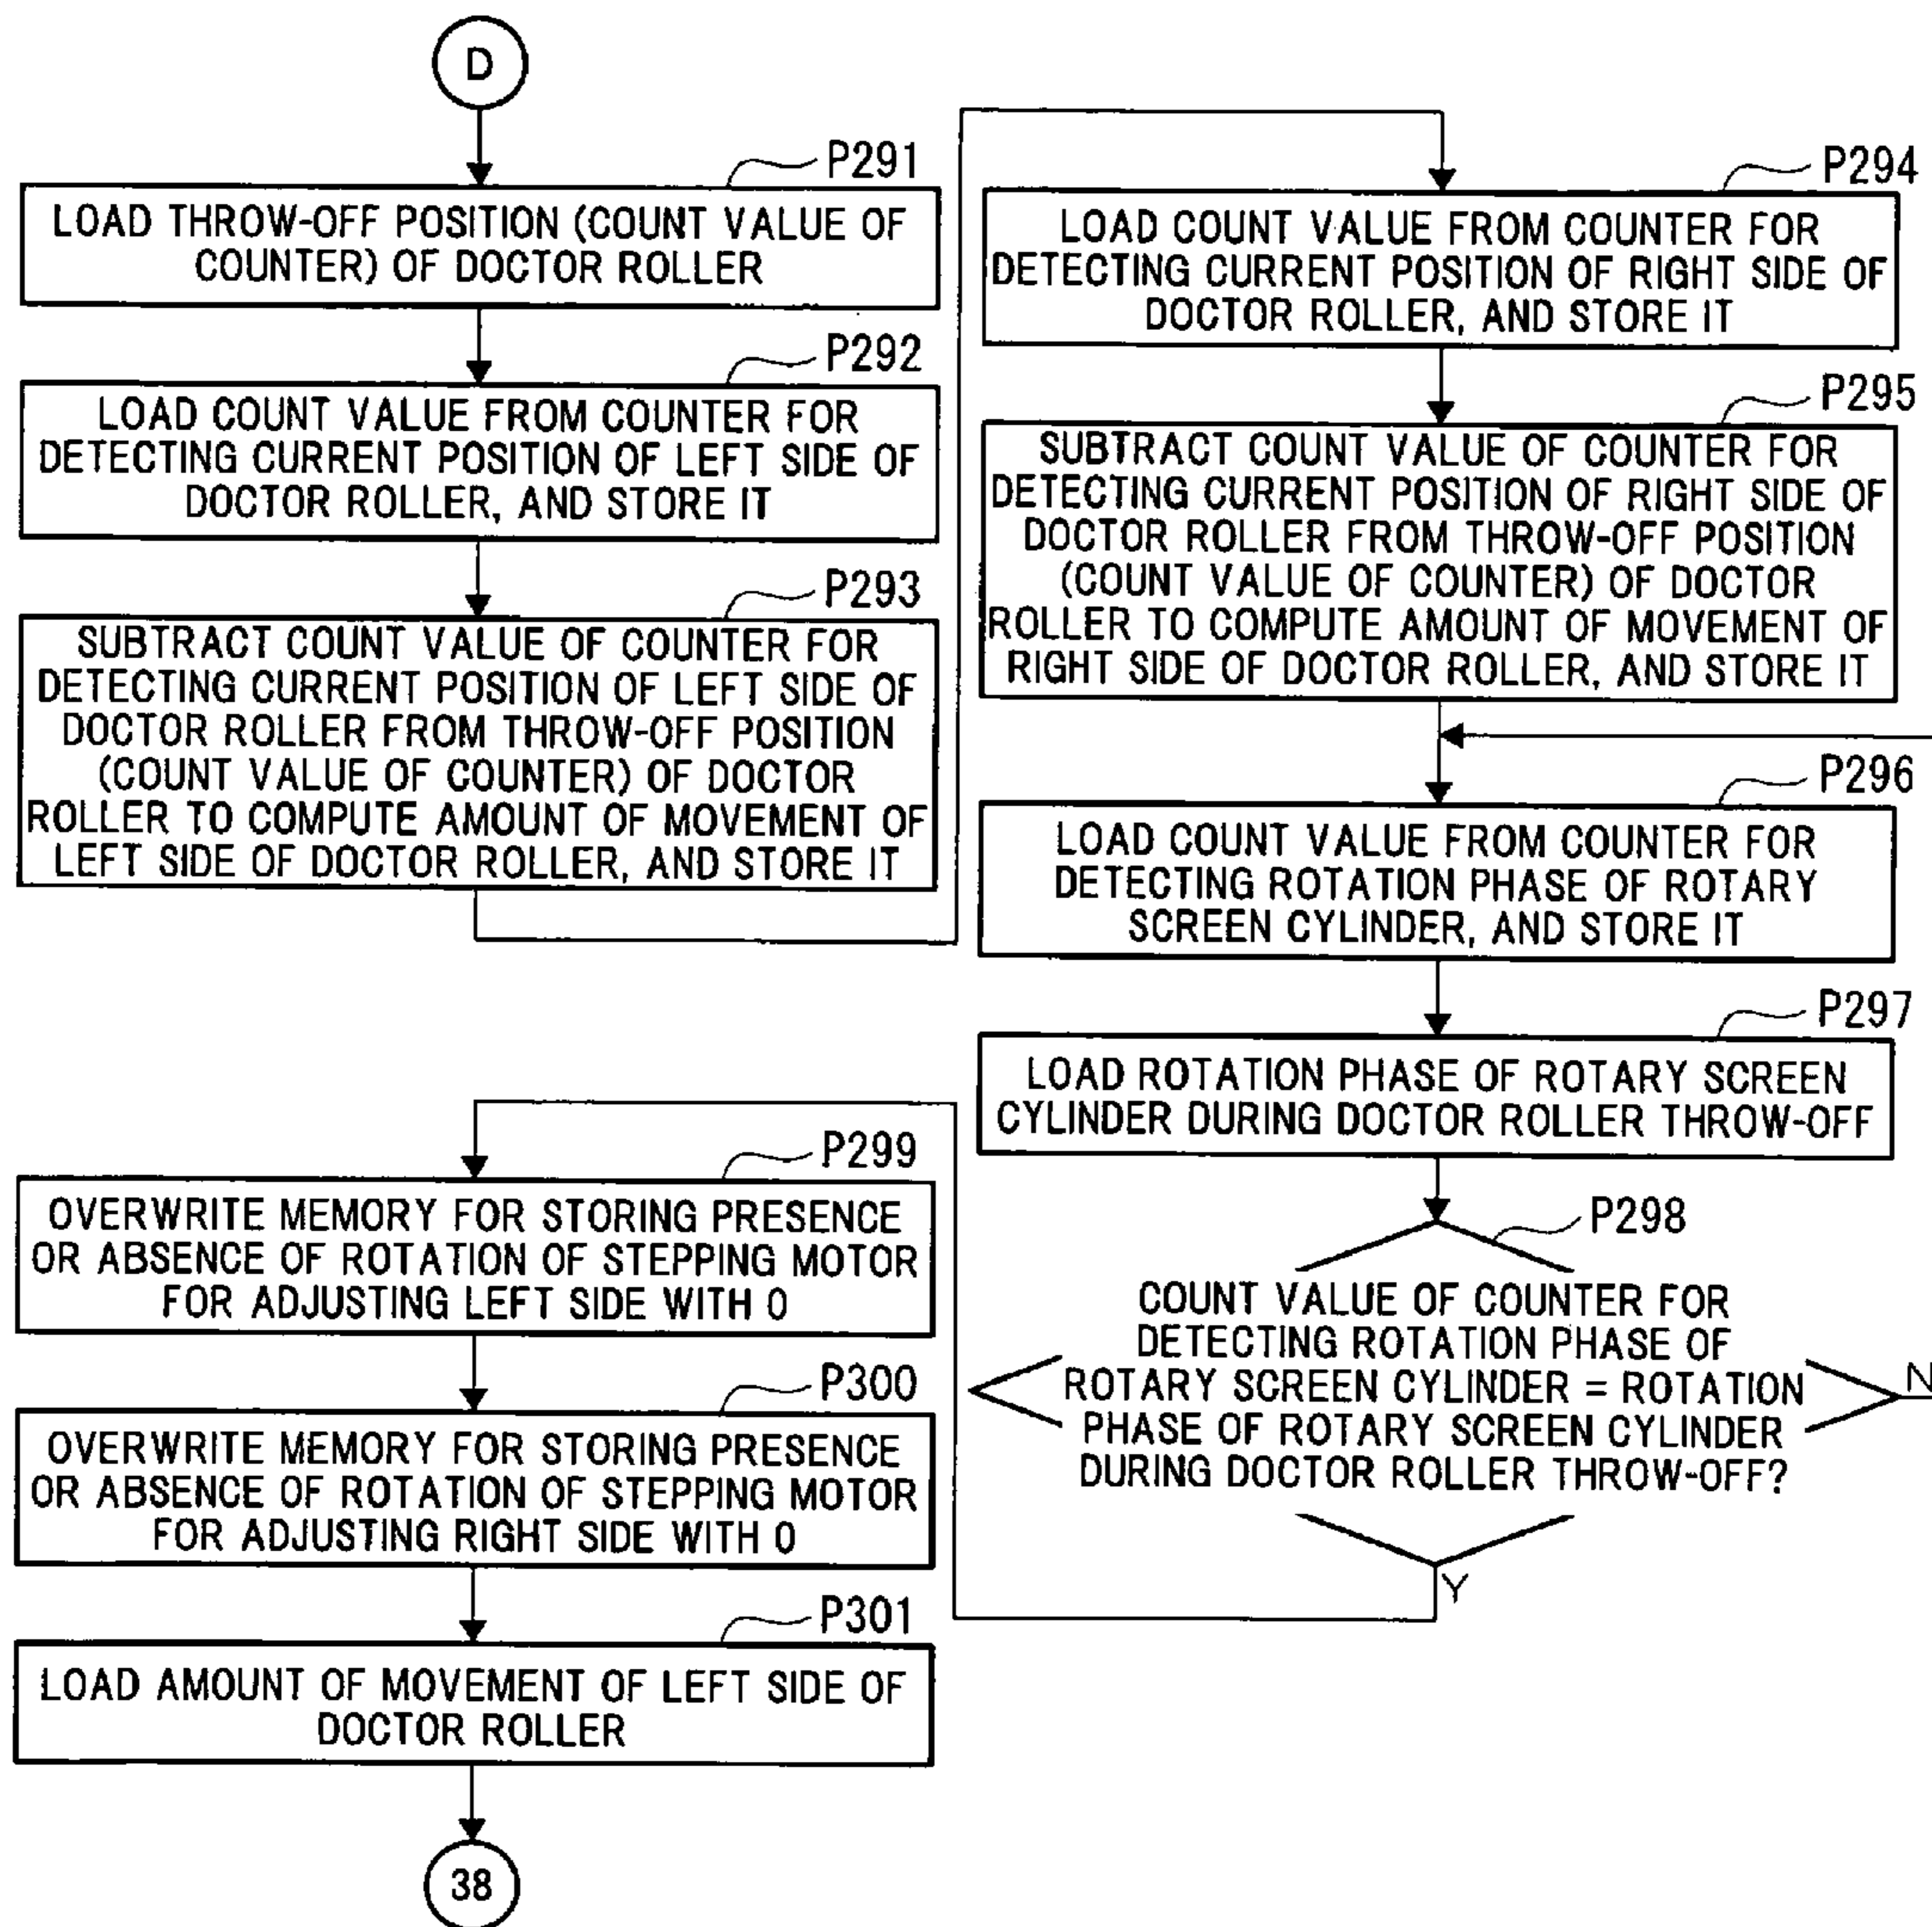 D
P291
LOAD THROW-OFF POSITION (COUNT VALUE OF
COUNTER) OF DOCTOR ROLLER
P292
LOAD COUNT VALUE FROM COUNTER FOR
DETECTING CURRENT POSITION OF LEFT SIDE OF
DOCTOR ROLLER, AND STORE IT
P293
SUBTRACT COUNT VALUE OF COUNTER FOR
DETECTING CURRENT POSITION OF LEFT SIDE OF
DOCTOR ROLLER FROM THROW-OFF POSITION
(COUNT VALUE OF COUNTER) OF DOCTOR
ROLLER TO COMPUTE AMOUNT OF MOVEMENT OF
LEFT SIDE OF DOCTOR ROLLER, AND STORE IT
P294
LOAD COUNT VALUE FROM COUNTER FOR
DETECTING CURRENT POSITION OF RIGHT SIDE OF
DOCTOR ROLLER, AND STORE IT
P295
SUBTRACT COUNT VALUE OF COUNTER FOR
DETECTING CURRENT POSITION OF RIGHT SIDE OF
DOCTOR ROLLER FROM THROW-OFF POSITION
(COUNT VALUE OF COUNTER) OF DOCTOR
ROLLER TO COMPUTE AMOUNT OF MOVEMENT OF
RIGHT SIDE OF DOCTOR ROLLER, AND STORE IT
P296
LOAD COUNT VALUE FROM COUNTER FOR
DETECTING ROTATION PHASE OF ROTARY
SCREEN CYLINDER, AND STORE IT
P297
LOAD ROTATION PHASE OF ROTARY SCREEN
CYLINDER DURING DOCTOR ROLLER THROW-OFF
P298
COUNT VALUE OF COUNTER FOR
DETECTING ROTATION PHASE OF
ROTARY SCREEN CYLINDER = ROTATION
PHASE OF ROTARY SCREEN CYLINDER
DURING DOCTOR ROLLER THROW-OFF?
N
Y
P299
OVERWRITE MEMORY FOR STORING PRESENCE
OR ABSENCE OF ROTATION OF STEPPING MOTOR
FOR ADJUSTING LEFT SIDE WITH 0
P300
OVERWRITE MEMORY FOR STORING PRESENCE
OR ABSENCE OF ROTATION OF STEPPING MOTOR
FOR ADJUSTING RIGHT SIDE WITH 0
P301
LOAD AMOUNT OF MOVEMENT OF LEFT SIDE OF
DOCTOR ROLLER
38